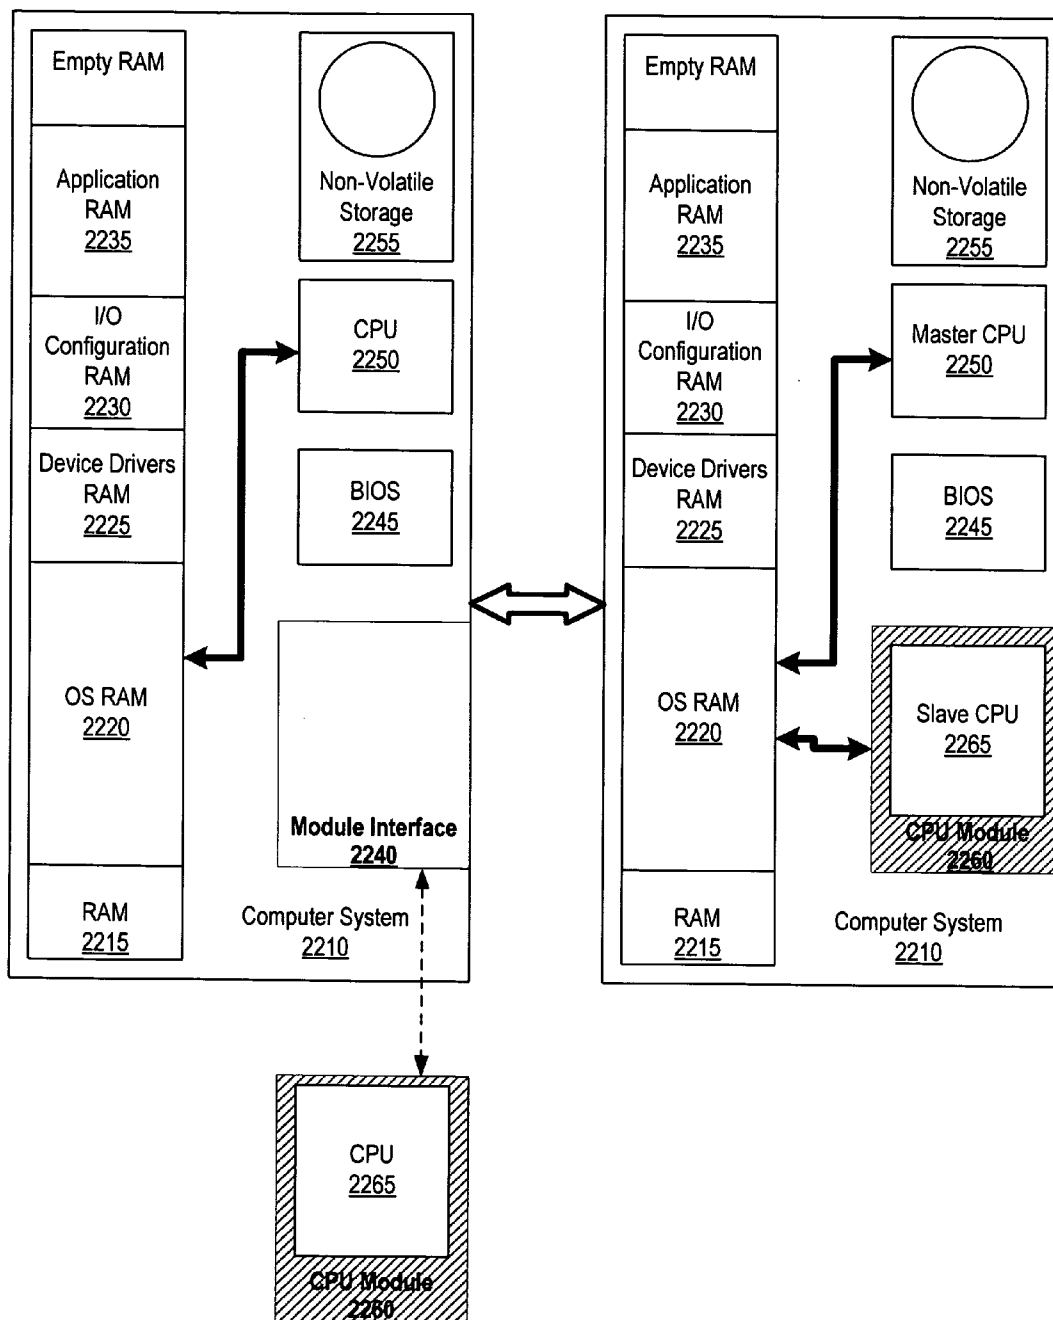 Empty RAM
Application
RAM
2235
I/O
Configuration
RAM
2230
Device Drivers
RAM
2225
OS RAM
2220
RAM
2215
Non-Volatile
Storage
2255
CPU
2250
BIOS
2245
Module Interface
2240
Computer System
2210
CPU
2265
CPU Module
2260
Empty RAM
Application
RAM
2235
I/O
Configuration
RAM
2230
Device Drivers
RAM
2225
OS RAM
2220
RAM
2215
Non-Volatile
Storage
2255
Master CPU
2250
BIOS
2245
Slave CPU
2265
CPU Module
2260
Computer System
2210